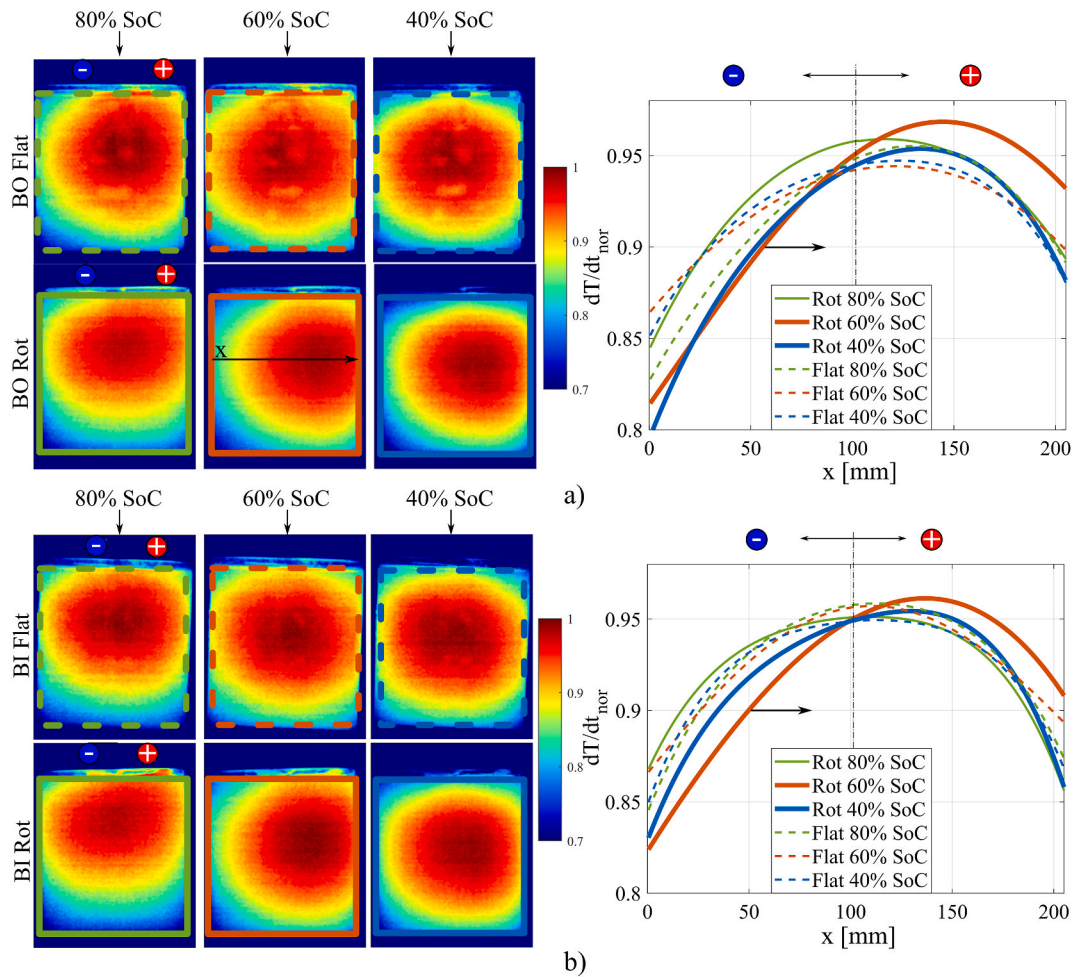 80% SoC 60% SoC 40% SoC
- +
BO Flat
- +
BO Rot
x
1
0.9
0.8
0.7
dT/dt_nor
- +
0.95
0.9
0.85
0.8
Rot 80% SoC
Rot 60% SoC
Rot 40% SoC
Flat 80% SoC
Flat 60% SoC
Flat 40% SoC
0 50 100 150 200
x [mm]
a)
80% SoC 60% SoC 40% SoC
- +
BI Flat
- +
BI Rot
1
0.9
0.8
0.7
dT/dt_nor
- +
0.95
0.9
0.85
0.8
Rot 80% SoC
Rot 60% SoC
Rot 40% SoC
Flat 80% SoC
Flat 60% SoC
Flat 40% SoC
0 50 100 150 200
x [mm]
b)